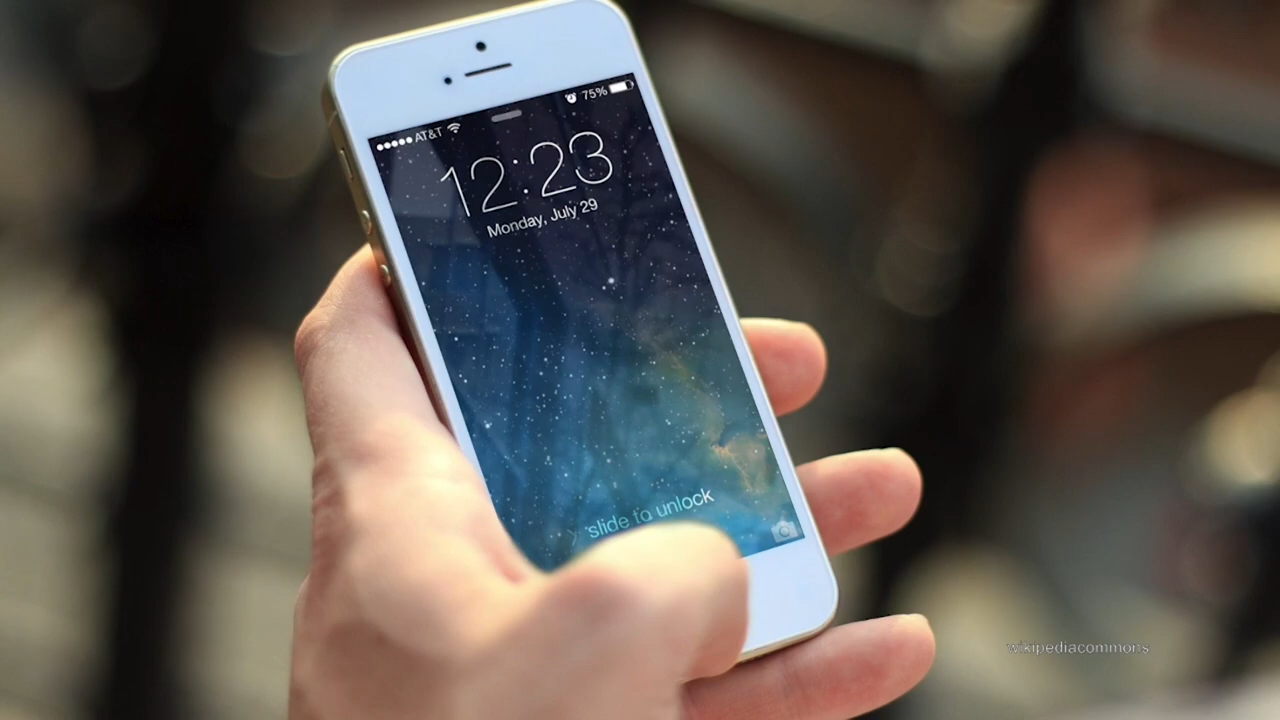 ●●●●● AT&T 75%
12:23
Monday, July 29
slide to unlock
wikipediacommons